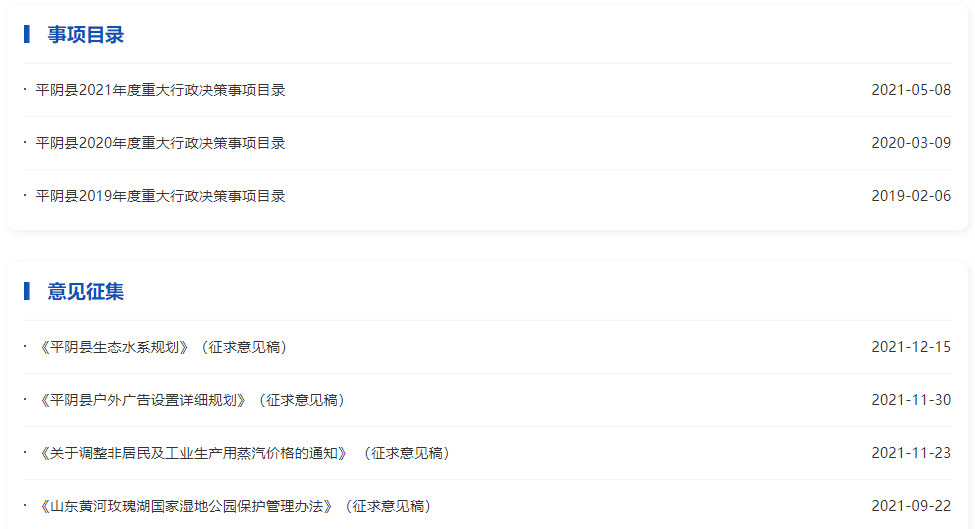 事项目录
· 平阴县2021年度重大行政决策事项目录 2021-05-08
· 平阴县2020年度重大行政决策事项目录 2020-03-09
· 平阴县2019年度重大行政决策事项目录 2019-02-06
意见征集
· 《平阴县生态水系规划》（征求意见稿） 2021-12-15
· 《平阴县户外广告设置详细规划》（征求意见稿） 2021-11-30
· 《关于调整非居民及工业生产用蒸汽价格的通知》 （征求意见稿） 2021-11-23
· 《山东黄河玫瑰湖国家湿地公园保护管理办法》（征求意见稿） 2021-09-22